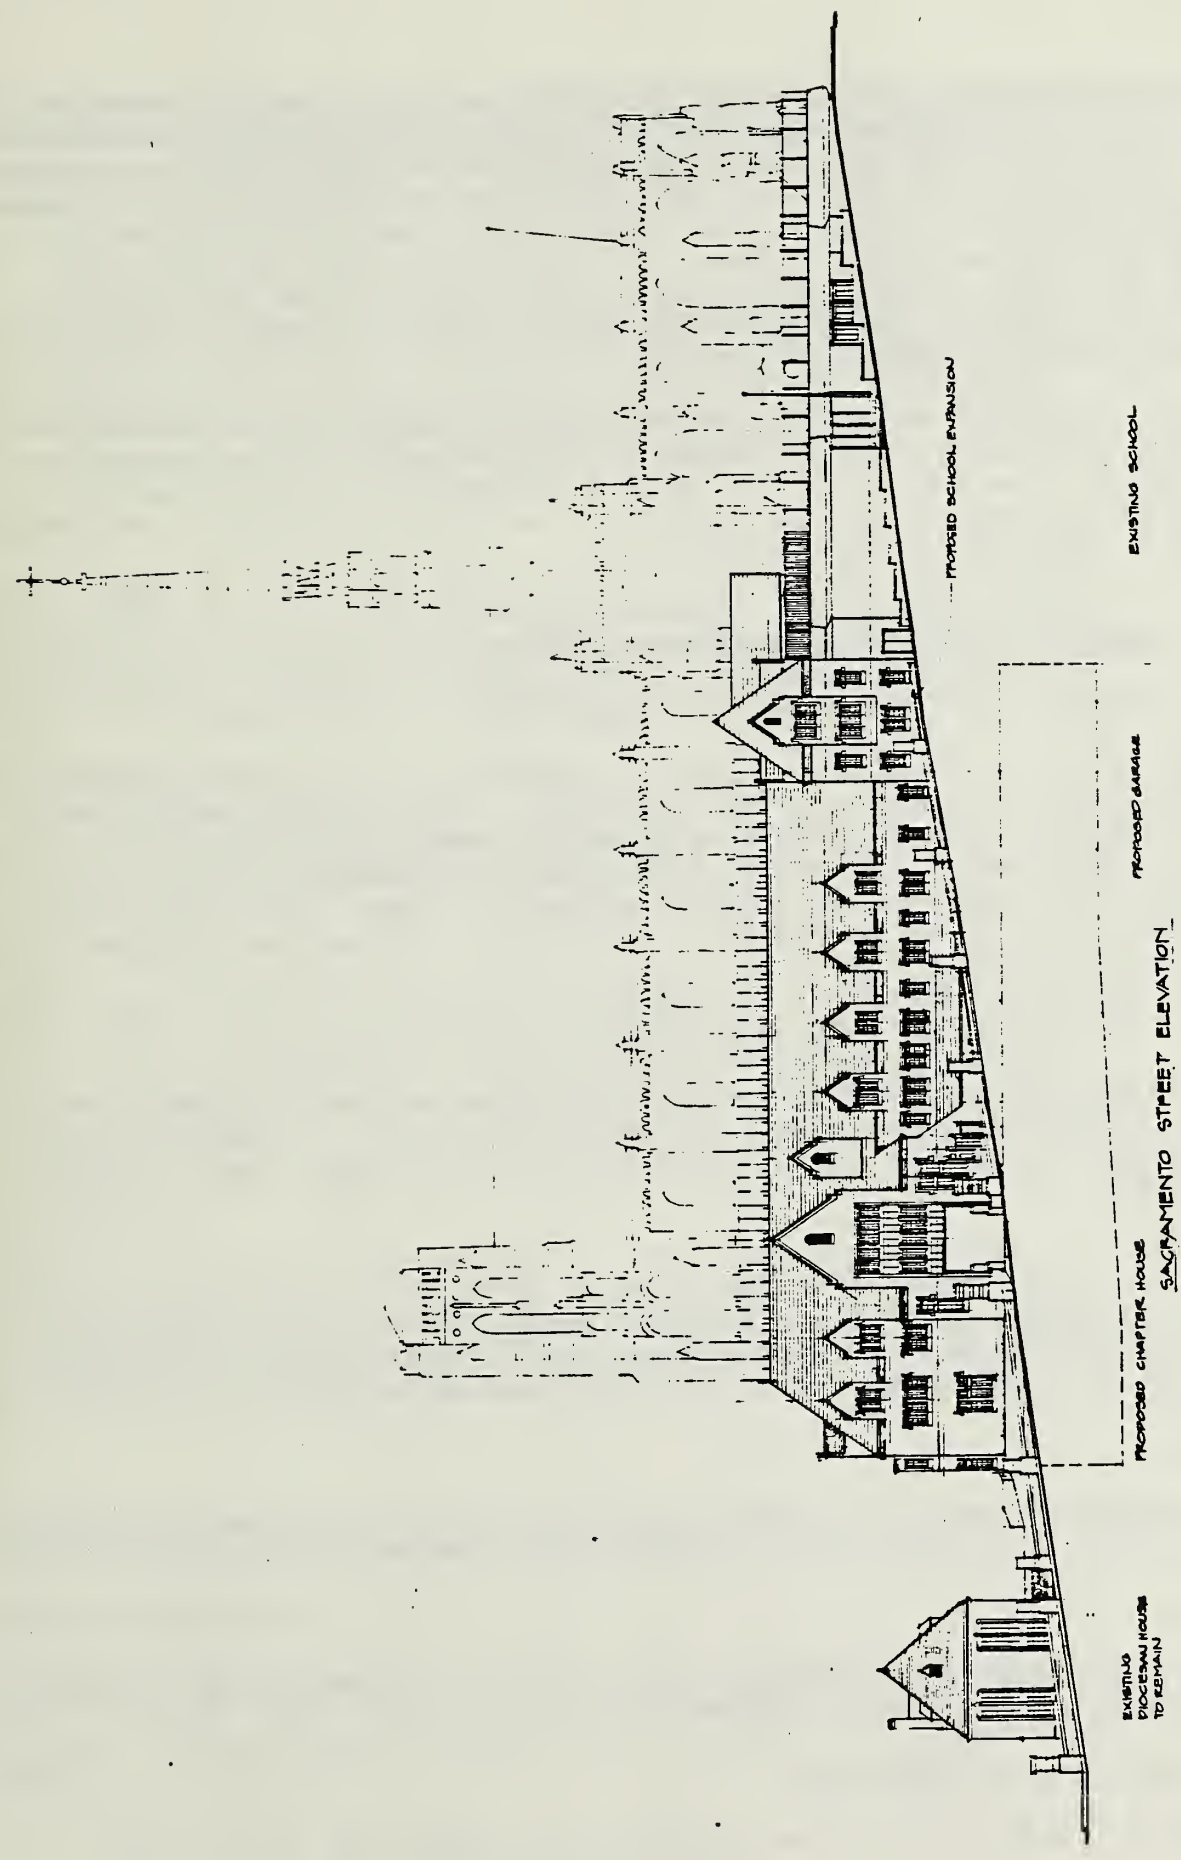 PROPOSED SCHOOL EXPANSION
EXISTING
DIOCESAN HOUSE
TO REMAIN
PROPOSED CHAPTER HOUSE
PROPOSED GARAGE
EXISTING SCHOOL
SACRAMENTO STREET ELEVATION